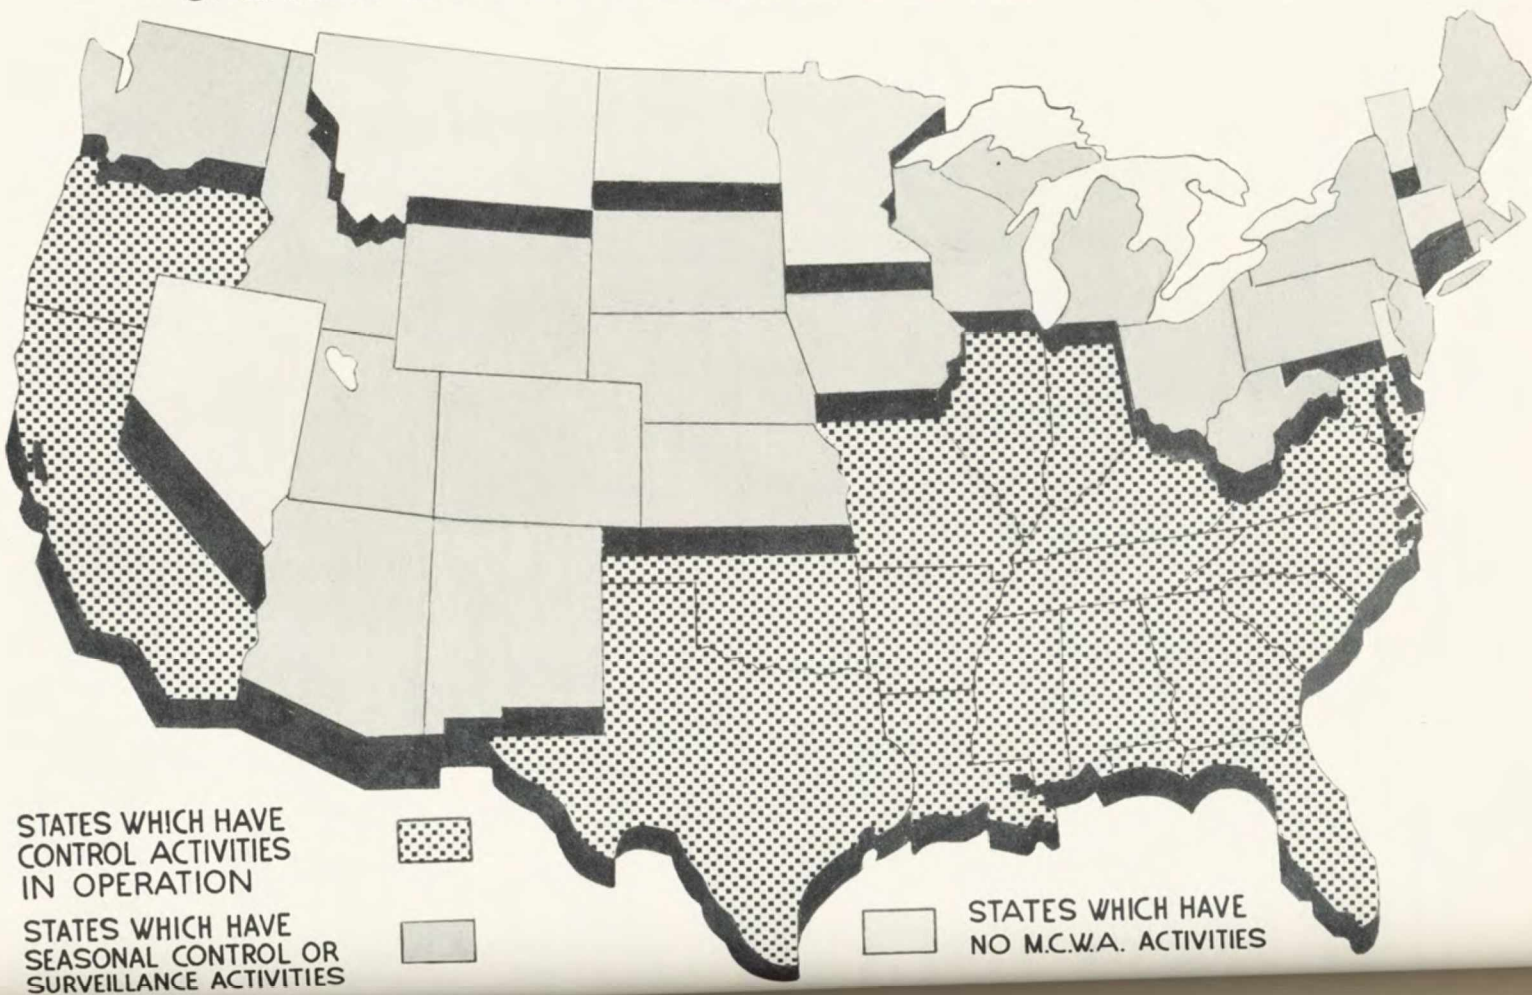 STATES WHICH HAVE
CONTROL ACTIVITIES
IN OPERATION
STATES WHICH HAVE
SEASONAL CONTROL OR
SURVEILLANCE ACTIVITIES
STATES WHICH HAVE
NO M.C.W.A. ACTIVITIES